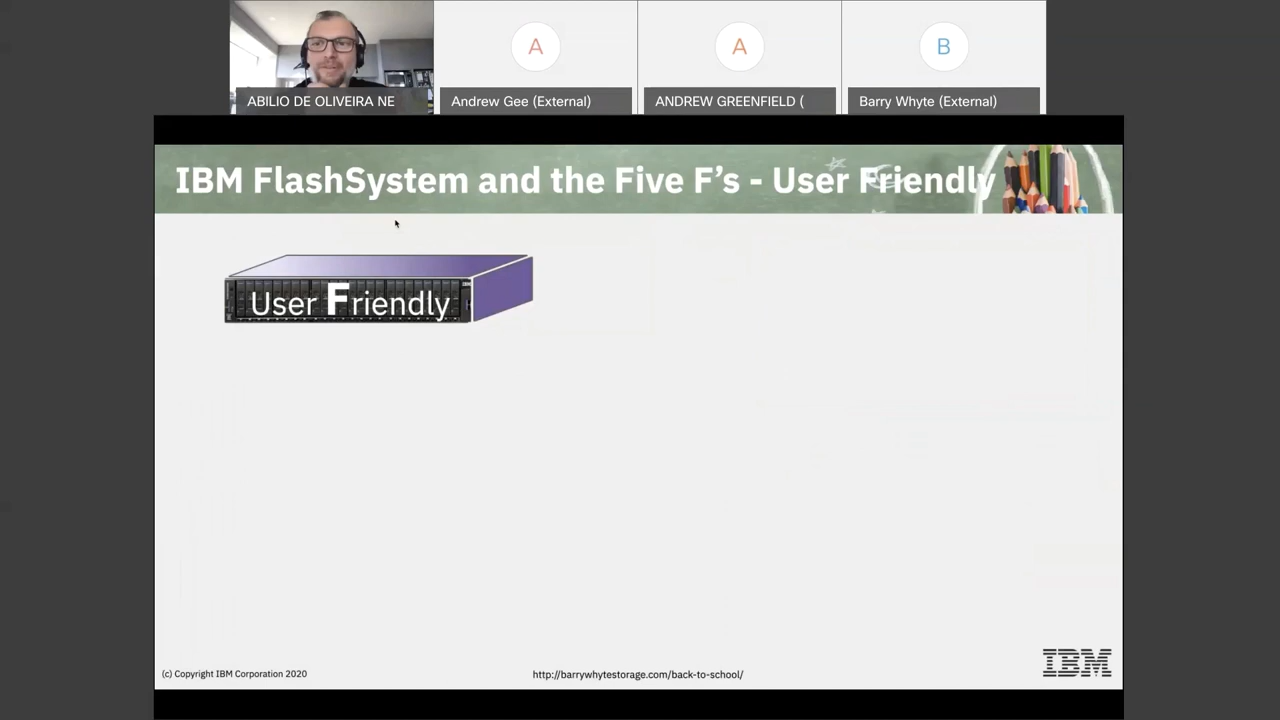 A
A
B
ABILIO DE OLIVEIRA NE
Andrew Gee (External)
ANDREW GREENFIELD (
Barry Whyte (External)
IBM FlashSystem and the Five F's - User Friendly
User Friendly
(c) Copyright IBM Corporation 2020
http://barrywhytestorage.com/back-to-school/
IBM